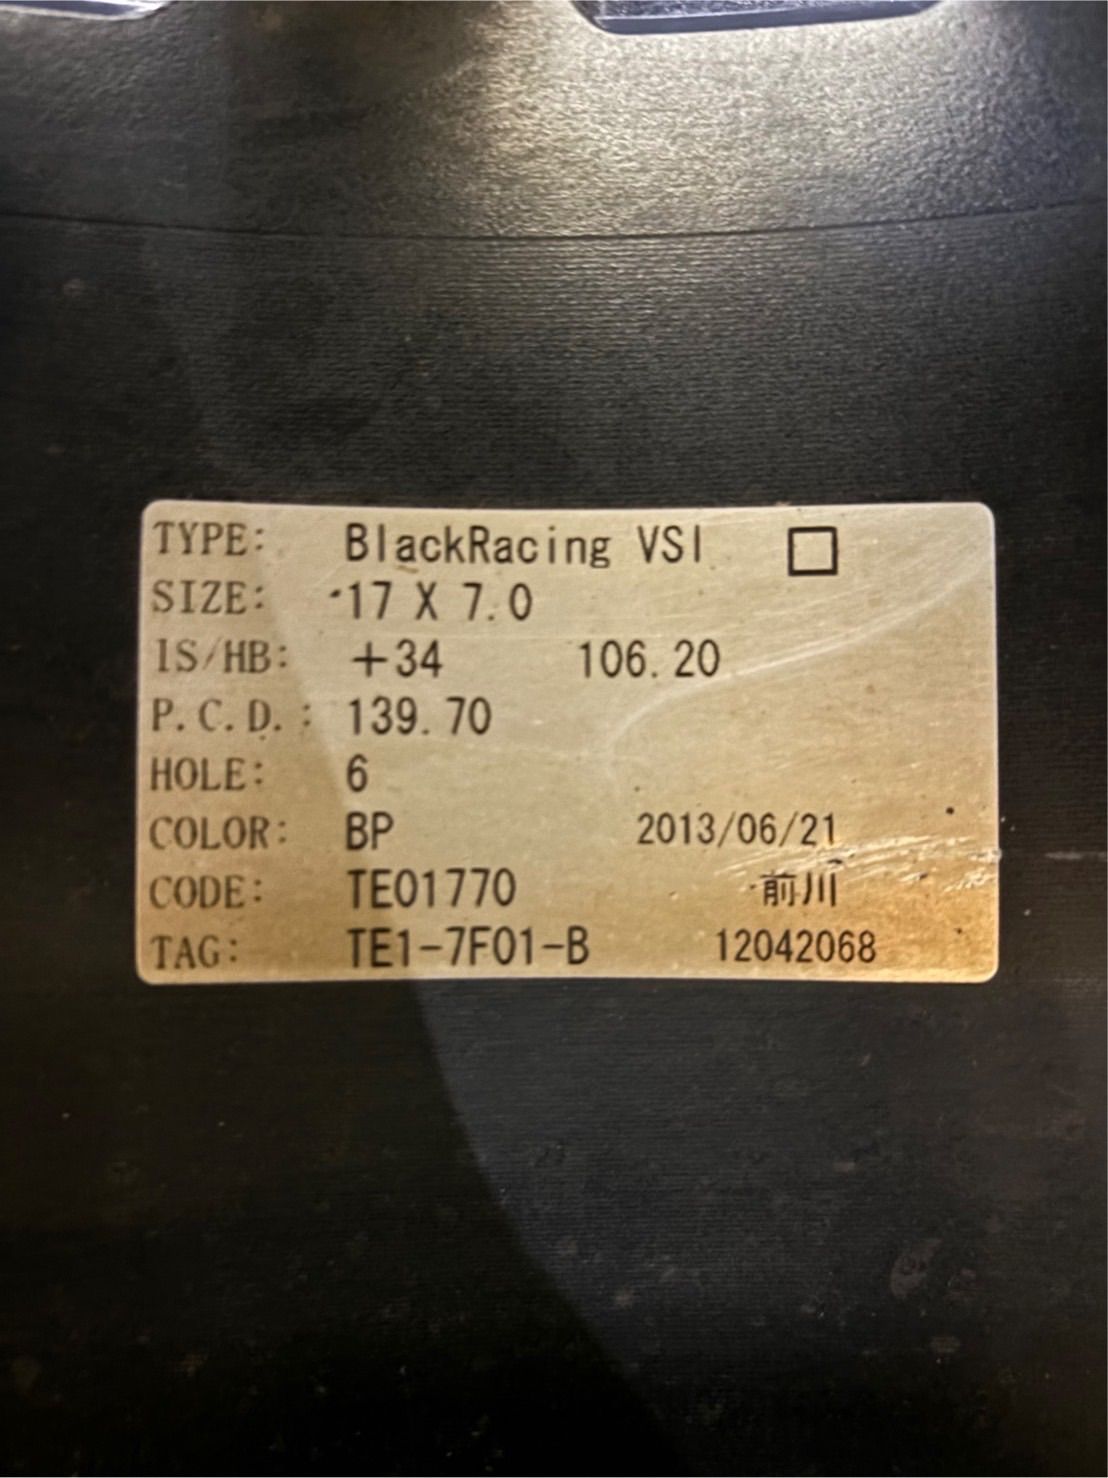 TYPE: BlackRacing VSI □
SIZE: 17 X 7.0
IS/HB: +34 106.20
P.C.D.: 139.70
HOLE: 6
COLOR: BP 2013/06/21
CODE: TE01770 前川
TAG: TE1-7F01-B 12042068